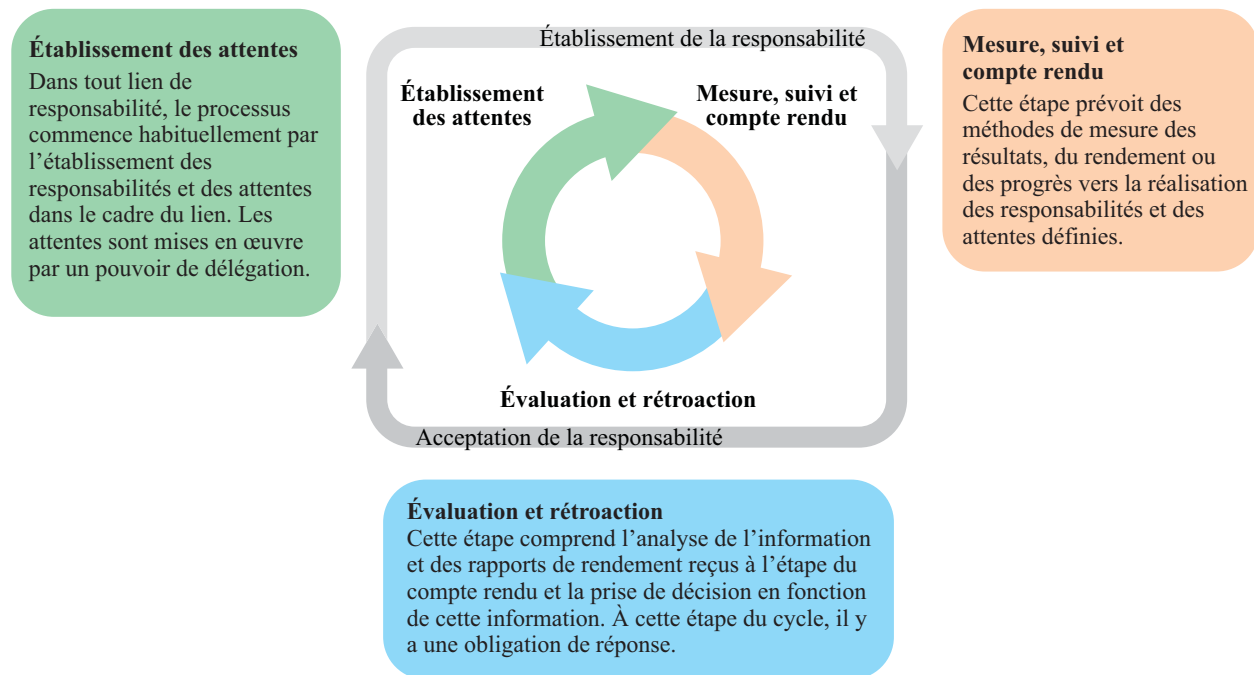 Établissement des attentes
Dans tout lien de
responsabilité, le processus
commence habituellement par
l’établissement des
responsabilités et des attentes
dans le cadre du lien. Les
attentes sont mises en œuvre
par un pouvoir de délégation.
Établissement de la responsabilité
Établissement
des attentes
Mesure, suivi et
compte rendu
Évaluation et rétroaction
Acceptation de la responsabilité
Mesure, suivi et
compte rendu
Cette étape prévoit des
méthodes de mesure des
résultats, du rendement ou
des progrès vers la réalisation
des responsabilités et des
attentes définies.
Évaluation et rétroaction
Cette étape comprend l’analyse de l’information
et des rapports de rendement reçus à l’étape du
compte rendu et la prise de décision en fonction
de cette information. À cette étape du cycle, il y
a une obligation de réponse.